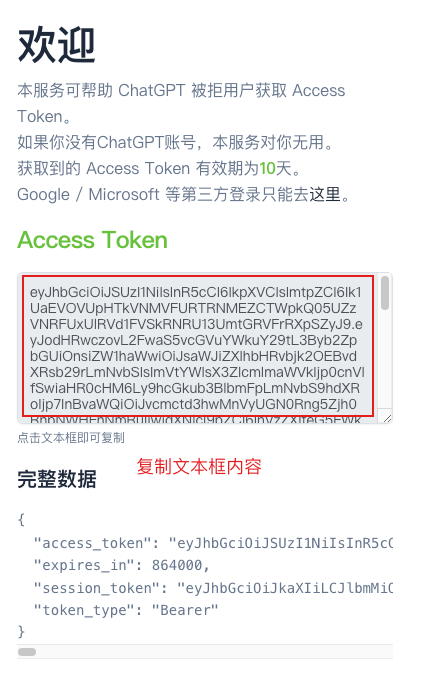 欢迎
本服务可帮助 ChatGPT 被拒用户获取 Access
Token。
如果你没有ChatGPT账号，本服务对你无用。
获取到的 Access Token 有效期为10天。
Google / Microsoft 等第三方登录只能去这里。
Access Token
eyJhbGciOiJSUzI1NiIsInR5cCI6IkpXVCIsImtpZCI6Ik1
UaEVOVUpHTkVNMVFURTRNMEZCTWpkQ05UZz
VNRFUxUlRVd1FVSkRNRU13UmtGRVFrRXpSZyJ9.e
yJodHRwczovL2FwaS5vcGVuYWkuY29tL3Byb2Zp
点击文本框即可复制
复制文本框内容
完整数据
{
"access_token": "eyJhbGciOiJSUzI1NiIsInR5cC
"expires_in": 864000,
"session_token": "eyJhbGciOiJkaXIiLCJlbmMiO
"token_type": "Bearer"
}